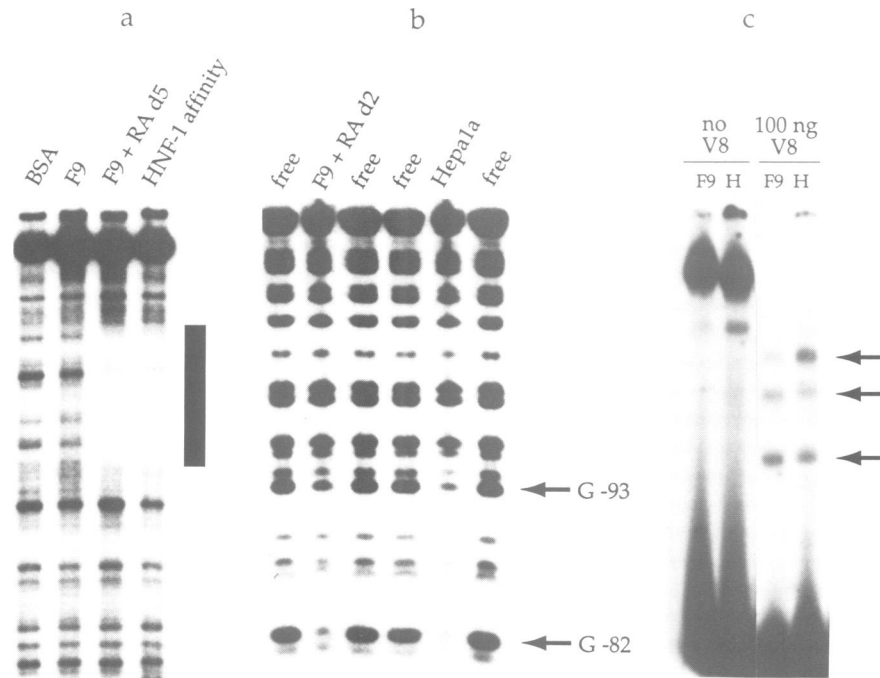 a
BSA
F9
F9 + RA d5
HNF-1 affinity
b
free
F9 + RA d2
free
free
Hepa1a
free
G -93
G -82
c
no
V8
100 ng
V8
F9 H
F9 H